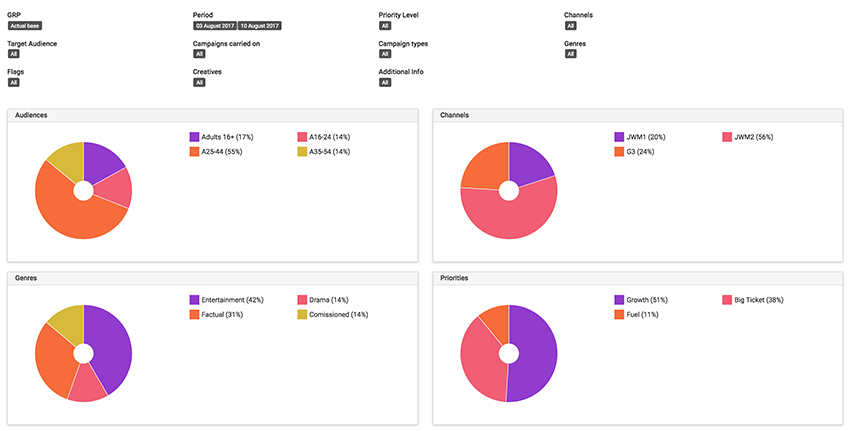 GRP Period Priority Level Channels
Actual base 03 August 2017 10 August 2017 All All
Target Audience Campaigns carried on Campaign types Genres
All All All All
Flags Creatives Additional Info
All All All
Audiences
Adults 16+ (17%) A16-24 (14%)
A25-44 (55%) A35-54 (14%)
Channels
JWM1 (20%) JWM2 (56%)
G3 (24%)
Genres
Entertainment (42%) Drama (14%)
Factual (31%) Comissioned (14%)
Priorities
Growth (51%) Big Ticket (38%)
Fuel (11%)